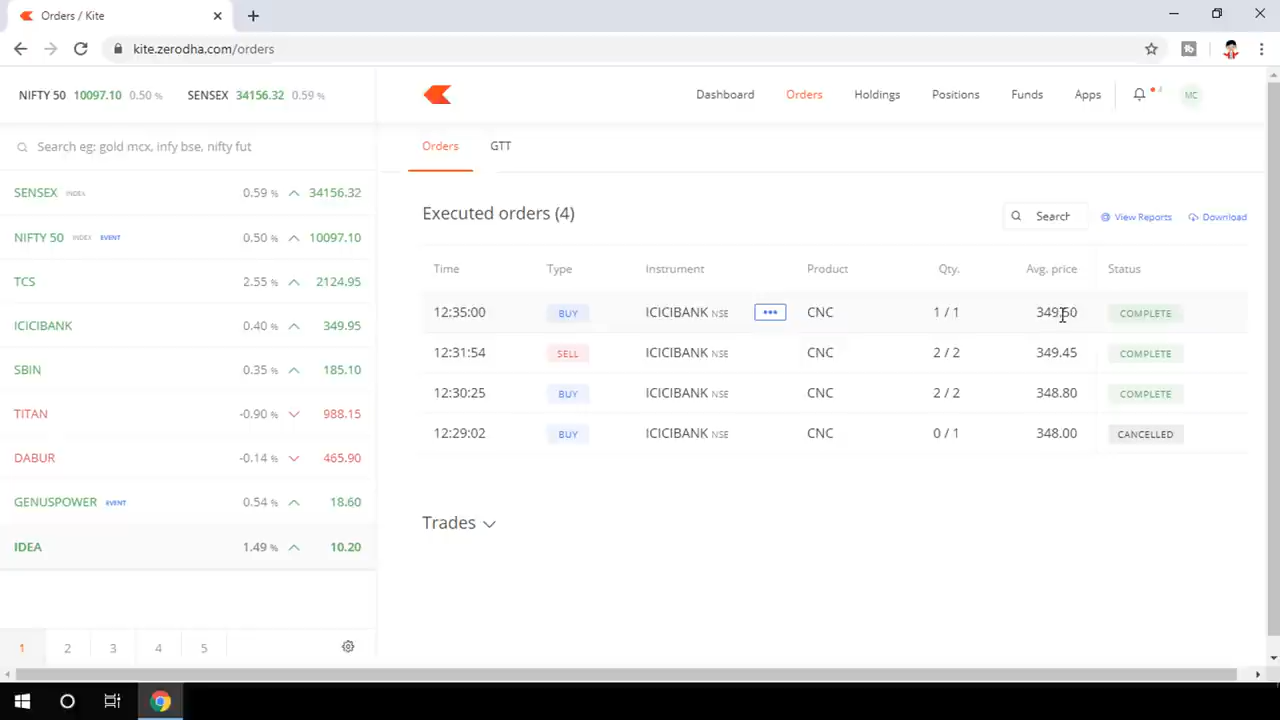 Orders / Kite
kite.zerodha.com/orders
NIFTY 50 10097.10 0.50 % SENSEX 34156.32 0.59 %
Dashboard Orders Holdings Positions Funds Apps MC
Search eg: gold mcx, infy bse, nifty fut
SENSEX INDEX 0.59 % 34156.32
NIFTY 50 INDEX EVENT 0.50 % 10097.10
TCS 2.55 % 2124.95
ICICIBANK 0.40 % 349.95
SBIN 0.35 % 185.10
TITAN -0.90 % 988.15
DABUR -0.14 % 465.90
GENUSPOWER EVENT 0.54 % 18.60
IDEA 1.49 % 10.20
1 2 3 4 5
Orders GTT
Executed orders (4) Search View Reports Download
Time Type Instrument Product Qty. Avg. price Status
12:35:00 BUY ICICIBANK NSE CNC 1 / 1 349.50 COMPLETE
12:31:54 SELL ICICIBANK NSE CNC 2 / 2 349.45 COMPLETE
12:30:25 BUY ICICIBANK NSE CNC 2 / 2 348.80 COMPLETE
12:29:02 BUY ICICIBANK NSE CNC 0 / 1 348.00 CANCELLED
Trades